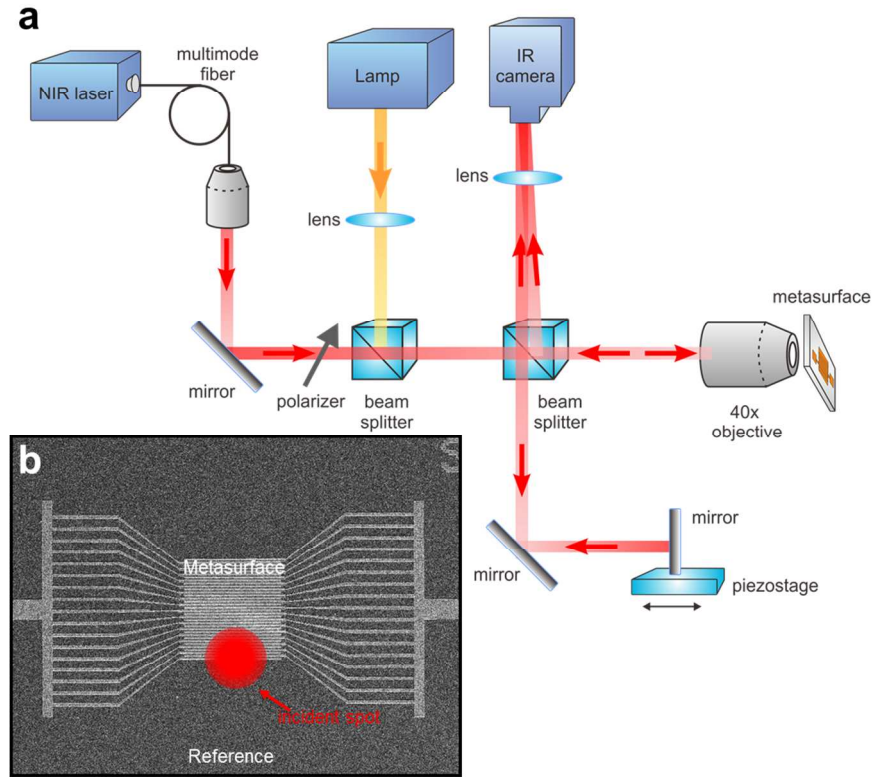 a
multimode
fiber
NIR laser
Lamp
IR
camera
lens
lens
metasurface
mirror
polarizer
beam
splitter
beam
splitter
40x
objective
b
S
Metasurface
incident spot
Reference
mirror
mirror
piezostage